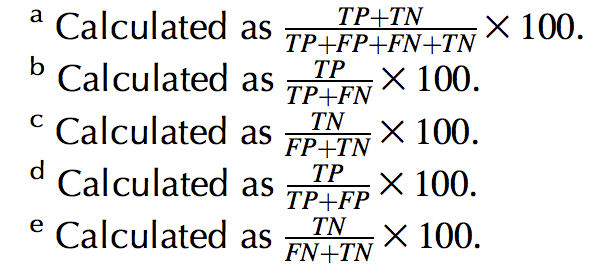 a Calculated as TP+TN/TP+FP+FN+TN × 100.
b Calculated as TP/TP+FN × 100.
c Calculated as TN/FP+TN × 100.
d Calculated as TP/TP+FP × 100.
e Calculated as TN/FN+TN × 100.